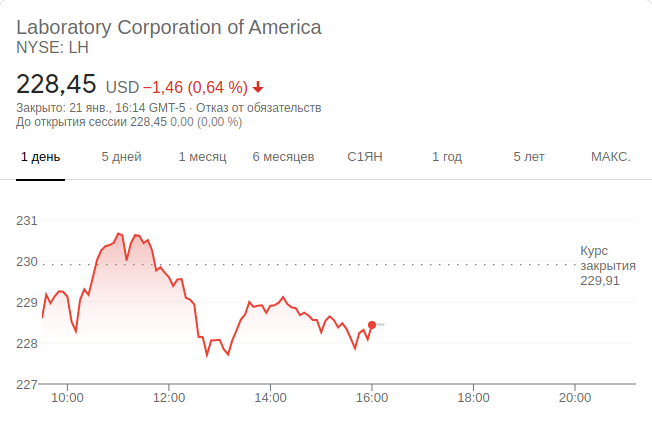 Laboratory Corporation of America
NYSE: LH
228,45 USD −1,46 (0,64 %)
Закрыто: 21 янв., 16:14 GMT-5 · Отказ от обязательств
До открытия сессии 228,45 0,00 (0,00 %)
1 день 5 дней 1 месяц 6 месяцев С1ЯН 1 год 5 лет МАКС.
231
230
229
228
227
Курс
закрытия
229,91
10:00 12:00 14:00 16:00 18:00 20:00